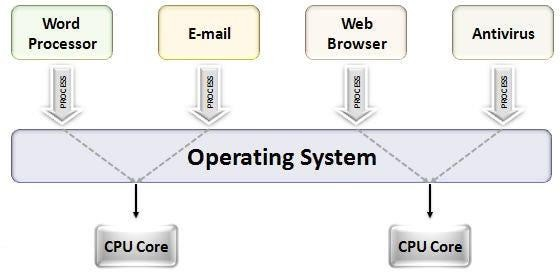 Word
Processor
E-mail
Web
Browser
Antivirus
PROCESS
PROCESS
PROCESS
PROCESS
Operating System
CPU Core
CPU Core